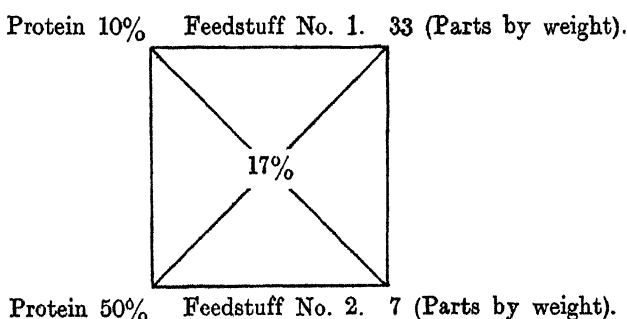 Protein 10% Feedstuff No. 1. 33 (Parts by weight).
17%
Protein 50% Feedstuff No. 2. 7 (Parts by weight).